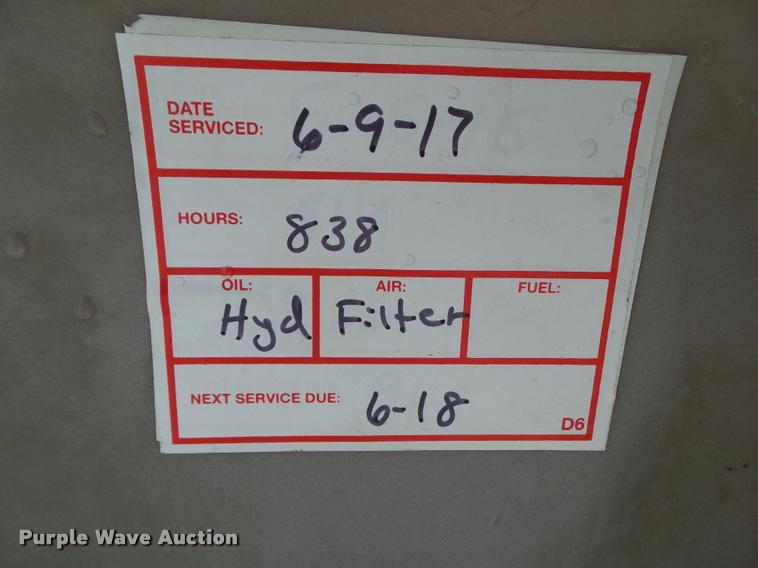 DATE
SERVICED: 6-9-17
HOURS: 838
OIL: AIR: FUEL:
Hyd Filter
NEXT SERVICE DUE: 6-18
D6
Purple Wave Auction